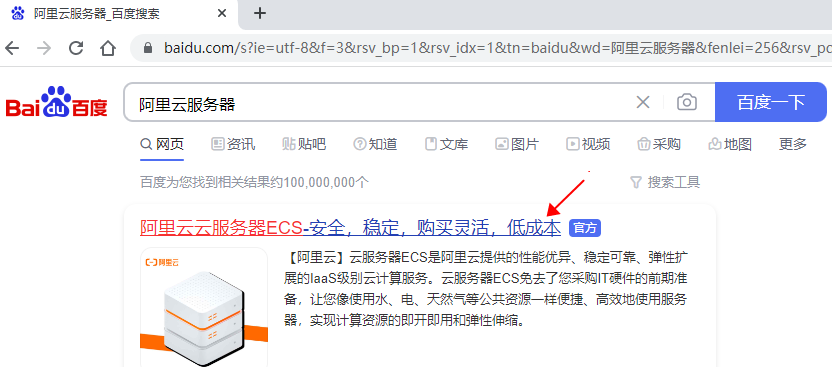 阿里云服务器_百度搜索
baidu.com/s?ie=utf-8&f=3&rsv_bp=1&rsv_idx=1&tn=baidu&wd=阿里云服务器&fenlei=256&rsv_pq
Bai du 百度
阿里云服务器
百度一下
网页 资讯 贴吧 知道 文库 图片 视频 采购 地图 更多
百度为您找到相关结果约100,000,000个
搜索工具
阿里云云服务器ECS-安全，稳定，购买灵活，低成本 官方
阿里云
【阿里云】云服务器ECS是阿里云提供的性能优异、稳定可靠、弹性扩
展的IaaS级别云计算服务。云服务器ECS免去了您采购IT硬件的前期准
备，让您像使用水、电、天然气等公共资源一样便捷、高效地使用服务
器，实现计算资源的即开即用和弹性伸缩。